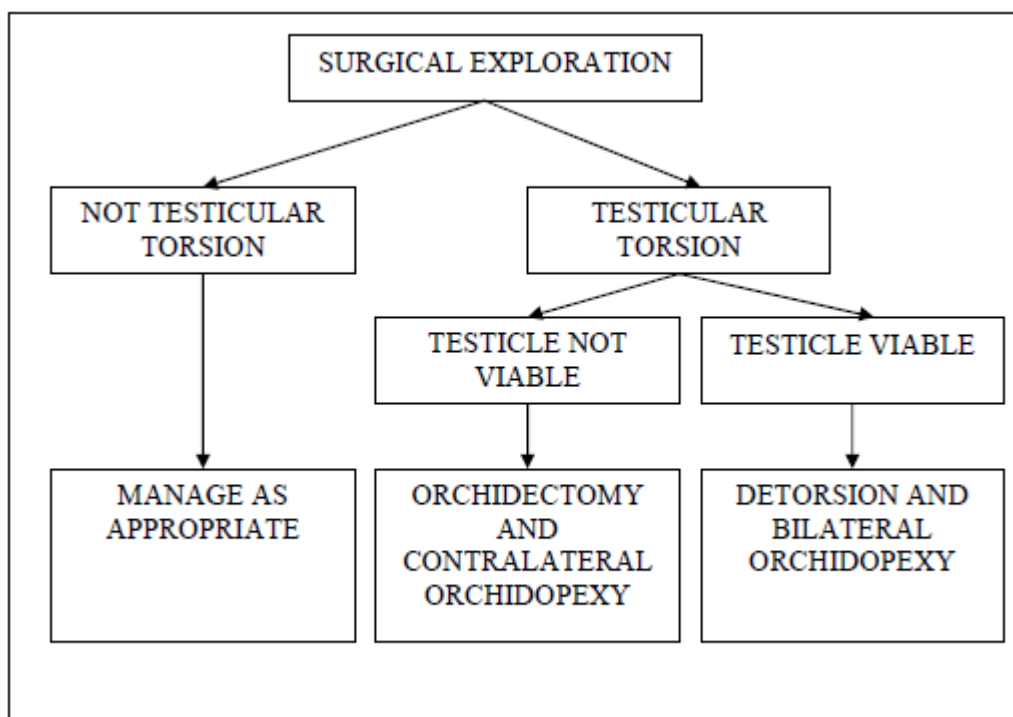 SURGICAL EXPLORATION
NOT TESTICULAR
TORSION
TESTICULAR
TORSION
TESTICLE NOT
VIABLE
TESTICLE VIABLE
MANAGE AS
APPROPRIATE
ORCHIDECTOMY
AND
CONTRALATERAL
ORCHIDOPEXY
DETORSION AND
BILATERAL
ORCHIDOPEXY